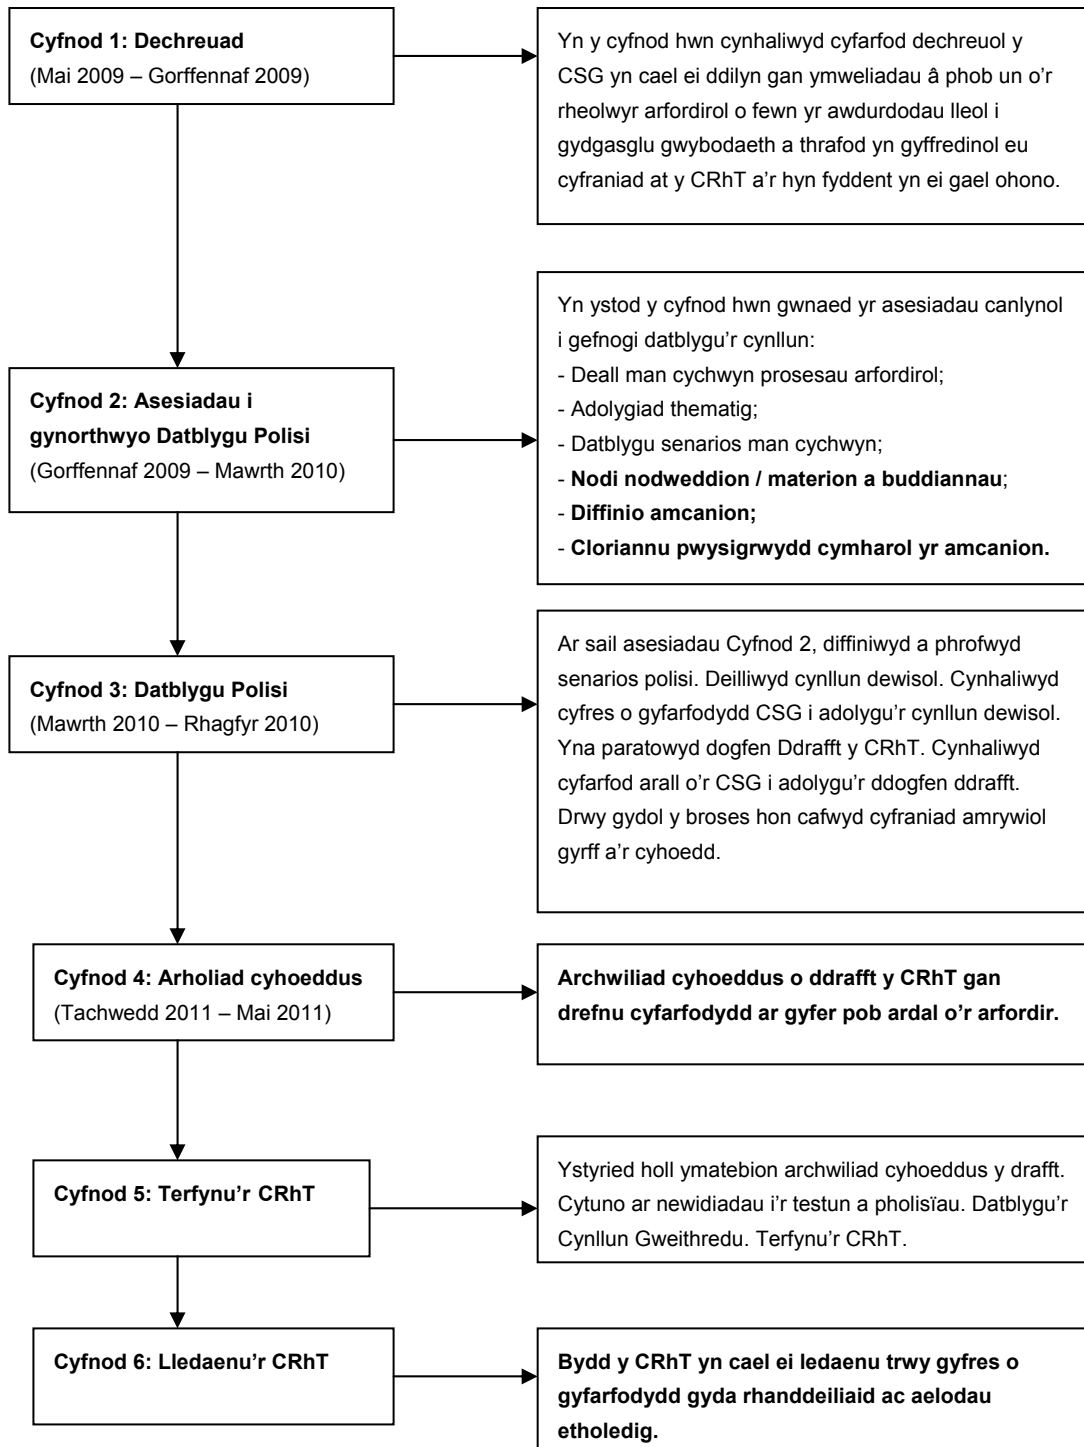 Cyfnod 1: Dechreuad
(Mai 2009 – Gorffennaf 2009)
Yn y cyfnod hwn cynhaliwyd cyfarfod dechreuol y
CSG yn cael ei ddilyn gan ymweliadau â phob un o'r
rheolwyr arfordirol o fewn yr awdurdodau lleol i
gydgasglu gwybodaeth a thrafod yn gyffredinol eu
cyfraniad at y CRhT a'r hyn fyddent yn ei gael ohono.
Cyfnod 2: Asesiadau i
gynorthwyo Datblygu Polisi
(Gorffennaf 2009 – Mawrth 2010)
Yn ystod y cyfnod hwn gwnaed yr asesiadau canlynol
i gefnogi datblygu'r cynllun:
- Deall man cychwyn prosesau arfordirol;
- Adolygiad thematig;
- Datblygu senarios man cychwyn;
- Nodi nodweddion / materion a buddiannau;
- Diffinio amcanion;
- Cloriannu pwysigrwydd cymharol yr amcanion.
Cyfnod 3: Datblygu Polisi
(Mawrth 2010 – Rhagfyr 2010)
Ar sail asesiadau Cyfnod 2, diffiniwyd a phrofwyd
senarios polisi. Deilliwyd cynllun dewisol. Cynhaliwyd
cyfres o gyfarfodydd CSG i adolygu'r cynllun dewisol.
Yna paratowyd dogfen Ddrafft y CRhT. Cynhaliwyd
cyfarfod arall o'r CSG i adolygu'r ddogfen ddrafft.
Drwy gydol y broses hon cafwyd cyfraniad amrywiol
gyrff a'r cyhoedd.
Cyfnod 4: Arholiad cyhoeddus
(Tachwedd 2011 – Mai 2011)
Archwiliad cyhoeddus o ddrafft y CRhT gan
drefnu cyfarfodydd ar gyfer pob ardal o'r arfordir.
Cyfnod 5: Terfynu'r CRhT
Ystyried holl ymatebion archwiliad cyhoeddus y drafft.
Cytuno ar newidiadau i'r testun a pholisïau. Datblygu'r
Cynllun Gweithredu. Terfynu'r CRhT.
Cyfnod 6: Lledaenu'r CRhT
Bydd y CRhT yn cael ei ledaenu trwy gyfres o
gyfarfodydd gyda rhanddeiliaid ac aelodau
etholedig.